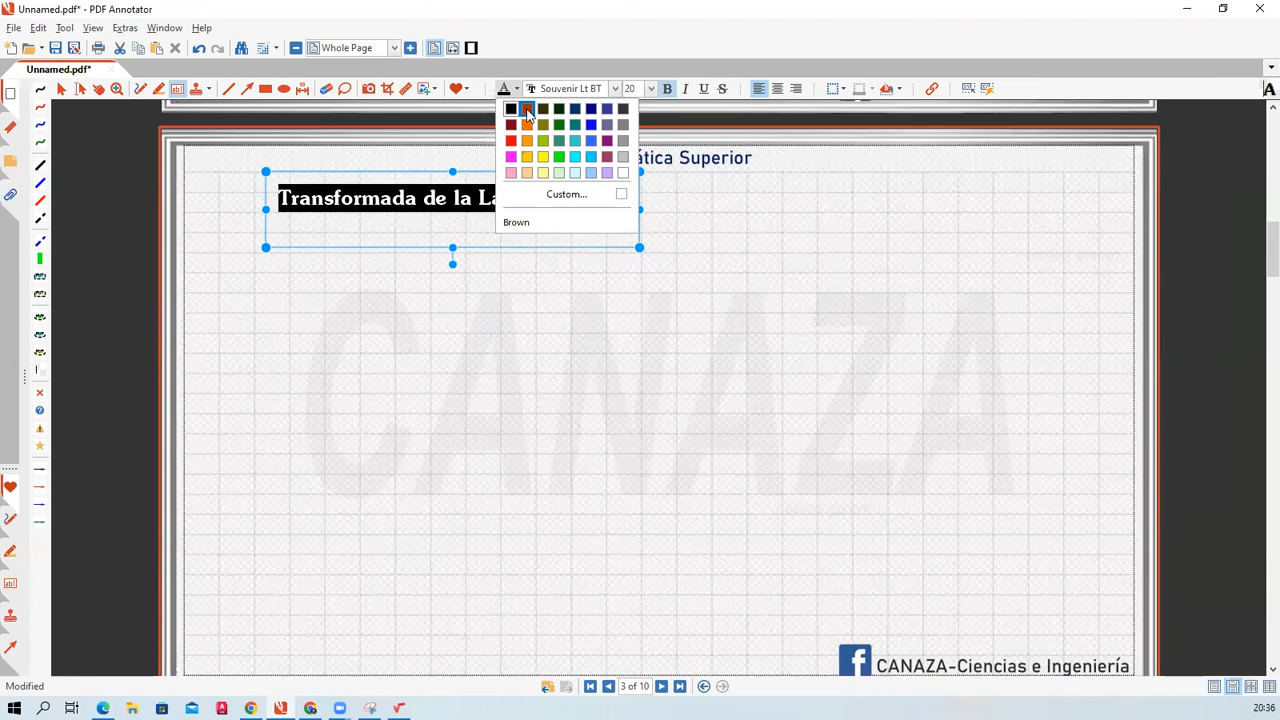 Unnamed.pdf* - PDF Annotator
File Edit Tool View Extras Window Help
Whole Page
Unnamed.pdf*
Souvenir Lt BT 20 B I U S
ática Superior
Transformada de la La
Custom...
Brown
CANAZA
f CANAZA-Ciencias e Ingeniería
Modified
3 of 10
20:36